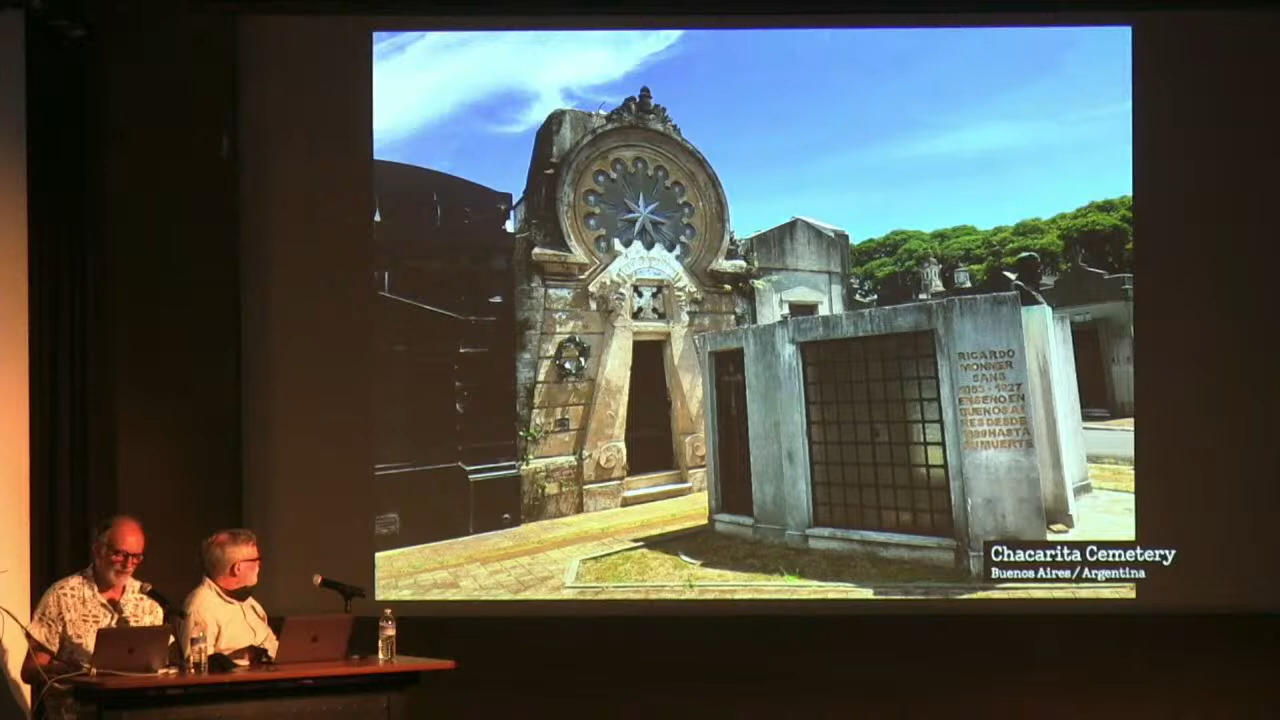 RICARDO
MONNER
SANS
1853 - 1927
ENSEÑO EN
BUENOS AI
RES DESDE
1889 HASTA
SU MUERTE
Chacarita Cemetery
Buenos Aires / Argentina